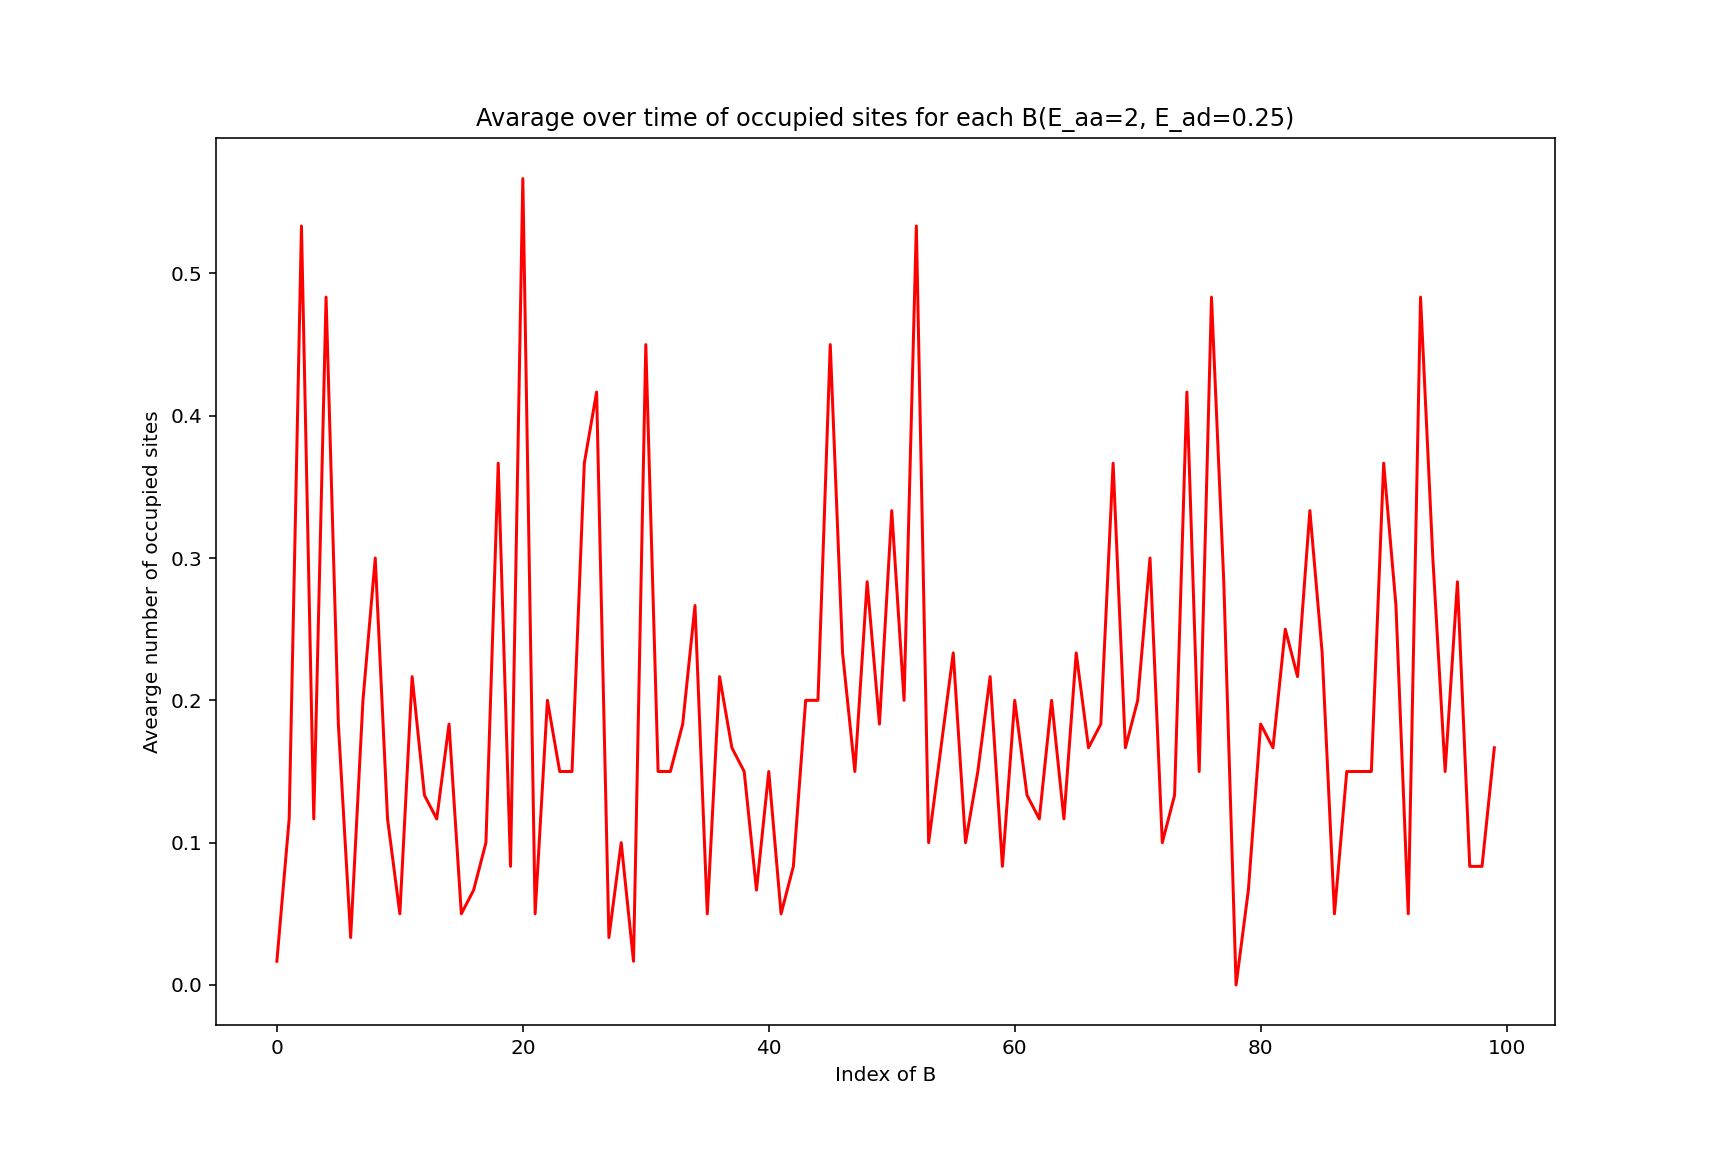 Avarage over time of occupied sites for each B(E_aa=2, E_ad=0.25)
Avearge number of occupied sites
0.5
0.4
0.3
0.2
0.1
0.0
0 20 40 60 80 100
Index of B